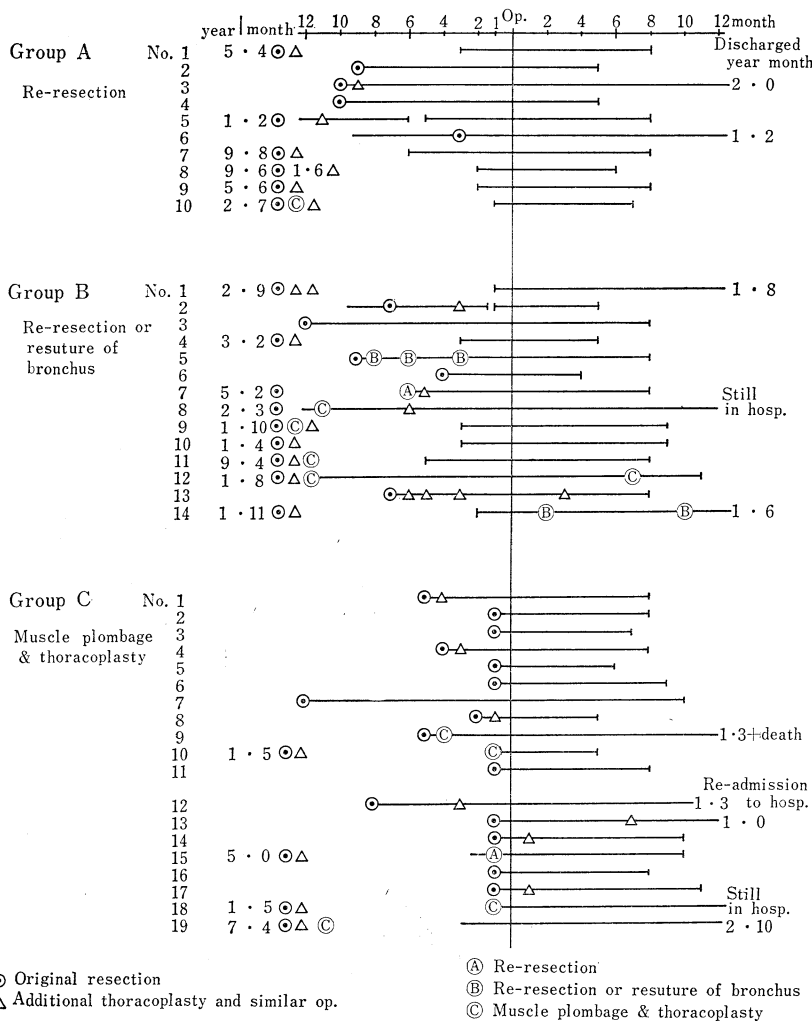 year month 12 10 8 6 4 2 1 Op. 2 4 6 8 10 12 month
Group A No. 1 5 · 4 ⊙ △ Discharged
2 year month
Re-resection 3 ⊙ △ 2 · 0
4 ⊙
5 1 · 2 ⊙ △
6 ⊙ 1 · 2
7 9 · 8 ⊙ △
8 9 · 6 ⊙ 1 · 6 △
9 5 · 6 ⊙ △
10 2 · 7 ⊙ Ⓒ △
Group B No. 1 2 · 9 ⊙ △ △ 1 · 8
2 ⊙ △
Re-resection or 3 ⊙
resuture of 4 3 · 2 ⊙ △
bronchus 5 ⊙ Ⓑ Ⓑ Ⓑ
6 ⊙
7 5 · 2 ⊙ Ⓐ △ Still
8 2 · 3 ⊙ Ⓒ △ in hosp.
9 1 · 10 ⊙ Ⓒ △
10 1 · 4 ⊙ △
11 9 · 4 ⊙ △ Ⓒ
12 1 · 8 ⊙ △ Ⓒ Ⓒ
13 ⊙ △ △ △ △
14 1 · 11 ⊙ △ Ⓑ Ⓑ 1 · 6
Group C No. 1 ⊙ △
2 ⊙
Muscle plombage 3 ⊙
& thoracoplasty 4 ⊙ △
5 ⊙
6 ⊙
7 ⊙
8 ⊙ △
9 ⊙ Ⓒ 1 · 3+death
10 1 · 5 ⊙ △ Ⓒ
11 ⊙
Re-admission
12 ⊙ △ 1 · 3 to hosp.
13 ⊙ △ 1 · 0
14 ⊙ △
15 5 · 0 ⊙ △ Ⓐ
16 ⊙
17 ⊙ △ Still
18 1 · 5 ⊙ △ Ⓒ in hosp.
19 7 · 4 ⊙ △ Ⓒ 2 · 10
⊙ Original resection
△ Additional thoracoplasty and similar op.
Ⓐ Re-resection
Ⓑ Re-resection or resuture of bronchus
Ⓒ Muscle plombage & thoracoplasty